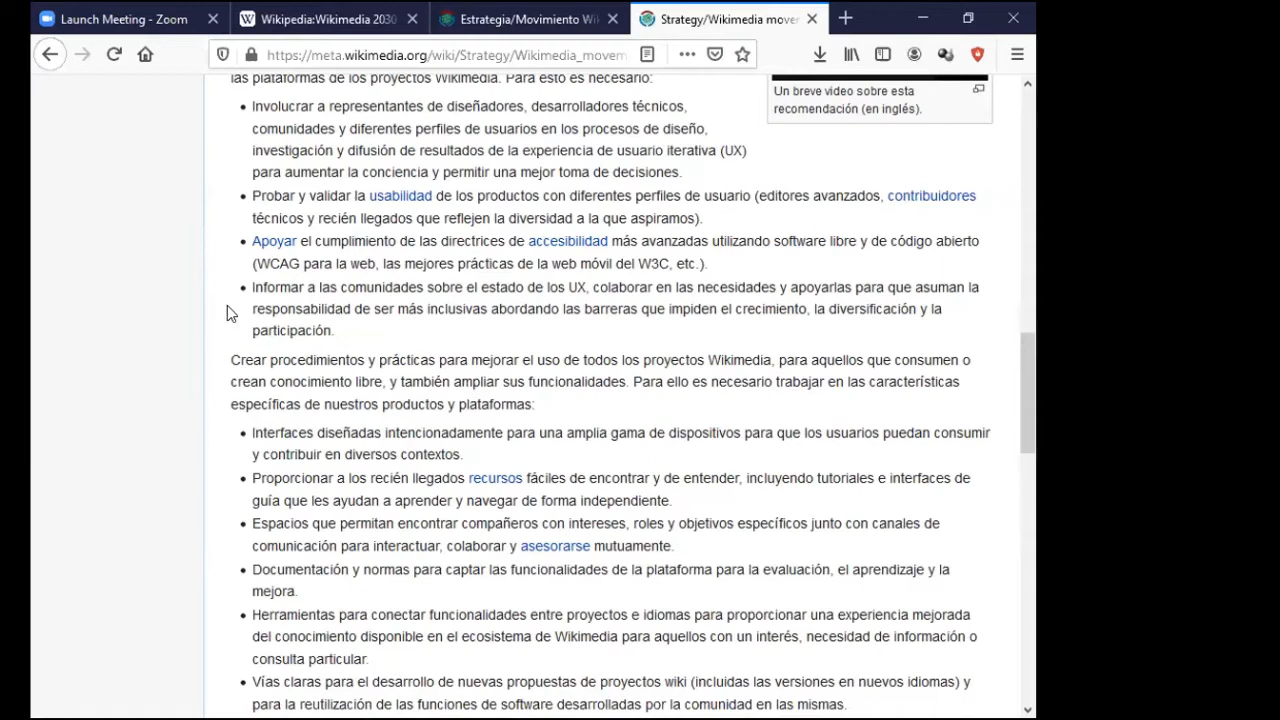 Launch Meeting - Zoom
Wikipedia:Wikimedia 2030
Estrategia/Movimiento Wi
Strategy/Wikimedia move
https://meta.wikimedia.org/wiki/Strategy/Wikimedia_movem
las plataformas de los proyectos Wikimedia. Para esto es necesario:
Un breve video sobre esta
recomendación (en inglés).
• Involucrar a representantes de diseñadores, desarrolladores técnicos,
comunidades y diferentes perfiles de usuarios en los procesos de diseño,
investigación y difusión de resultados de la experiencia de usuario iterativa (UX)
para aumentar la conciencia y permitir una mejor toma de decisiones.
• Probar y validar la usabilidad de los productos con diferentes perfiles de usuario (editores avanzados, contribuidores
técnicos y recién llegados que reflejen la diversidad a la que aspiramos).
• Apoyar el cumplimiento de las directrices de accesibilidad más avanzadas utilizando software libre y de código abierto
(WCAG para la web, las mejores prácticas de la web móvil del W3C, etc.).
• Informar a las comunidades sobre el estado de los UX, colaborar en las necesidades y apoyarlas para que asuman la
responsabilidad de ser más inclusivas abordando las barreras que impiden el crecimiento, la diversificación y la
participación.
Crear procedimientos y prácticas para mejorar el uso de todos los proyectos Wikimedia, para aquellos que consumen o
crean conocimiento libre, y también ampliar sus funcionalidades. Para ello es necesario trabajar en las características
específicas de nuestros productos y plataformas:
• Interfaces diseñadas intencionadamente para una amplia gama de dispositivos para que los usuarios puedan consumir
y contribuir en diversos contextos.
• Proporcionar a los recién llegados recursos fáciles de encontrar y de entender, incluyendo tutoriales e interfaces de
guía que les ayudan a aprender y navegar de forma independiente.
• Espacios que permitan encontrar compañeros con intereses, roles y objetivos específicos junto con canales de
comunicación para interactuar, colaborar y asesorarse mutuamente.
• Documentación y normas para captar las funcionalidades de la plataforma para la evaluación, el aprendizaje y la
mejora.
• Herramientas para conectar funcionalidades entre proyectos e idiomas para proporcionar una experiencia mejorada
del conocimiento disponible en el ecosistema de Wikimedia para aquellos con un interés, necesidad de información o
consulta particular.
• Vías claras para el desarrollo de nuevas propuestas de proyectos wiki (incluidas las versiones en nuevos idiomas) y
para la reutilización de las funciones de software desarrolladas por la comunidad en las mismas.